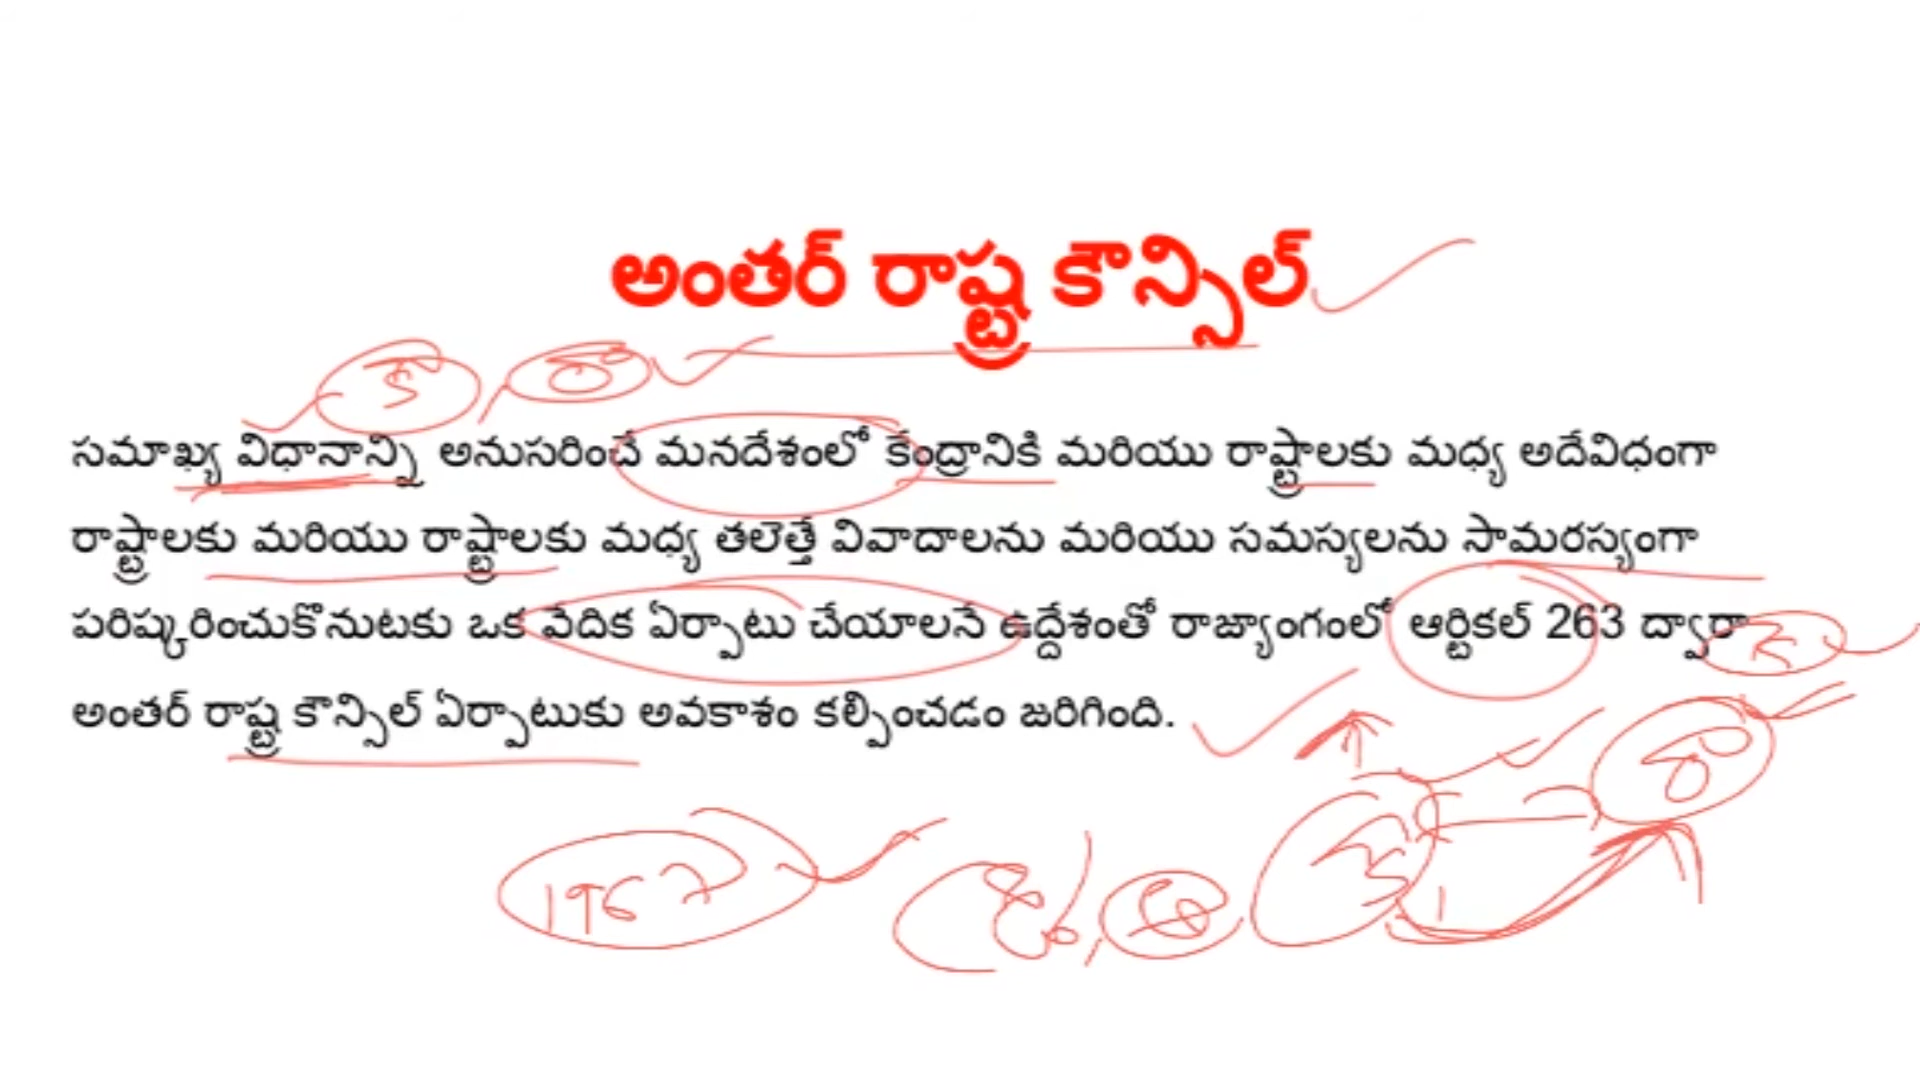 అంతర్ రాష్ట్ర కౌన్సిల్
కే , రా
సమాఖ్య విధానాన్ని అనుసరించే మనదేశంలో కేంద్రానికి మరియు రాష్ట్రాలకు మధ్య అదేవిధంగా
రాష్ట్రాలకు మరియు రాష్ట్రాలకు మధ్య తలెత్తే వివాదాలను మరియు సమస్యలను సామరస్యంగా
పరిష్కరించుకొనుటకు ఒక వేదిక ఏర్పాటు చేయాలనే ఉద్దేశంతో రాజ్యాంగంలో ఆర్టికల్ 263 ద్వారా
అంతర్ రాష్ట్ర కౌన్సిల్ ఏర్పాటుకు అవకాశం కల్పించడం జరిగింది.
రా
1967